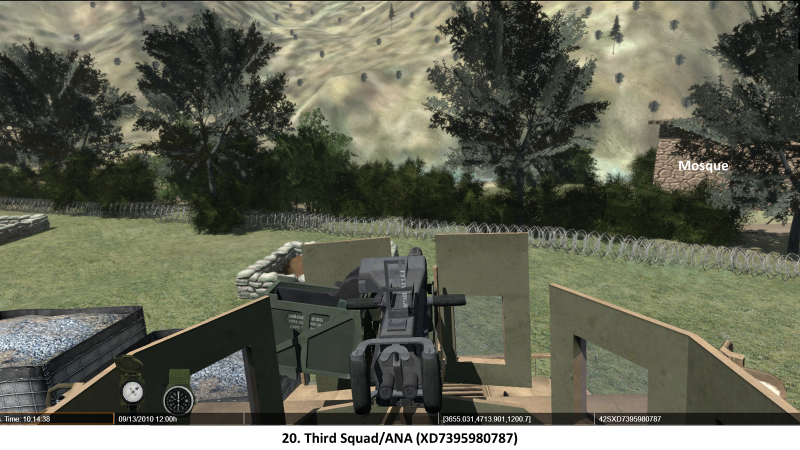 Mosque
s. Time: 10:14:38 09/13/2010 12:00h [3655.031,4713.901,1200.7] 42SXD7395980787
20. Third Squad/ANA (XD7395980787)